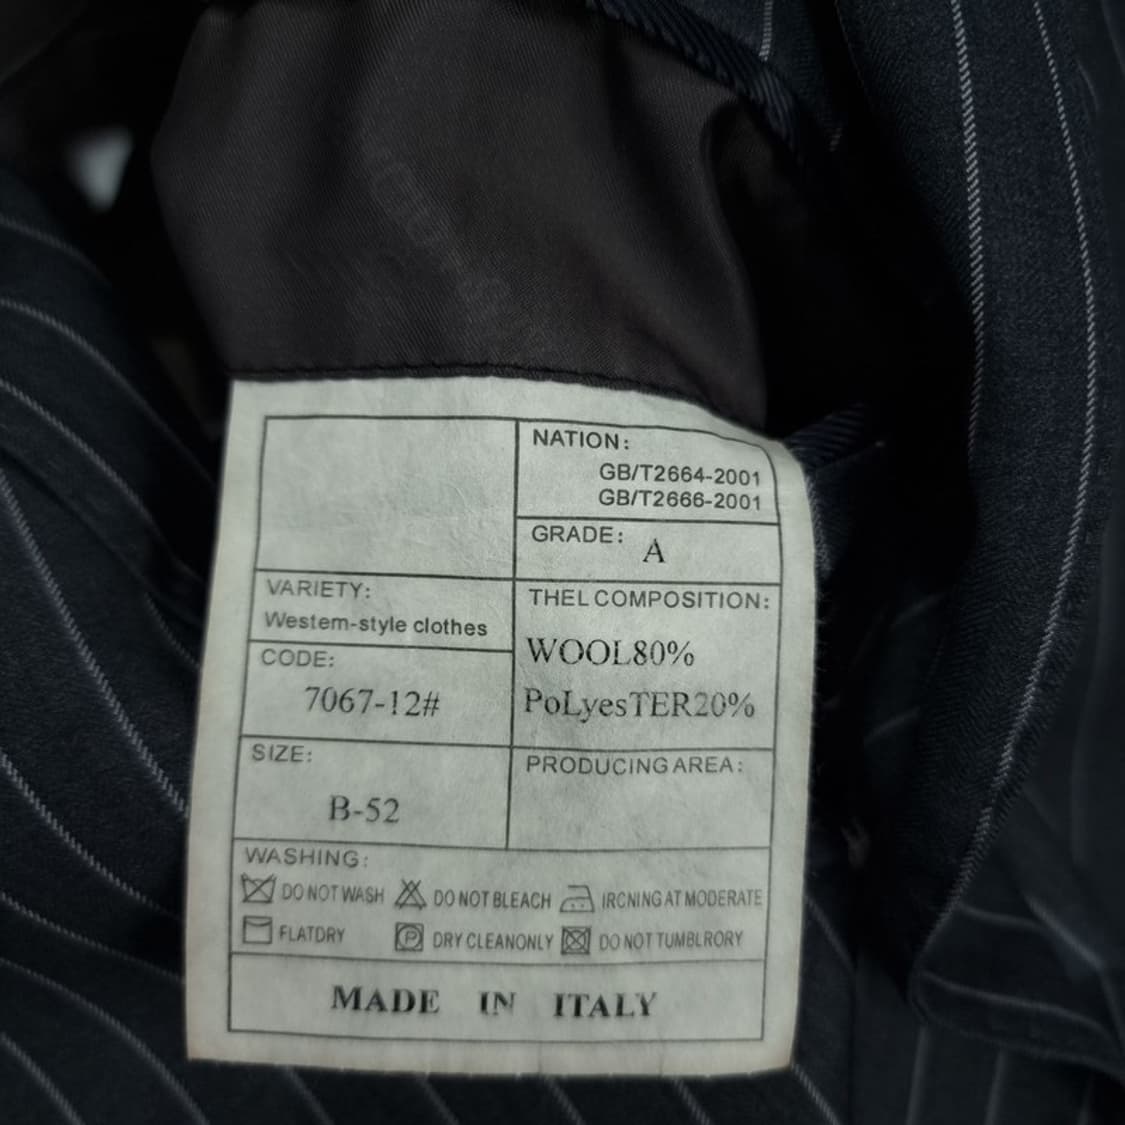 NATION:
GB/T2664-2001
GB/T2666-2001
GRADE: A
VARIETY:
Westem-style clothes
CODE:
7067-12#
SIZE:
B-52
THEL COMPOSITION:
WOOL80%
PoLyesTER20%
PRODUCING AREA:
WASHING:
DO NOT WASH DO NOT BLEACH IRCNING AT MODERATE
FLATDRY P DRY CLEANONLY DO NOT TUMBLRORY
MADE IN ITALY